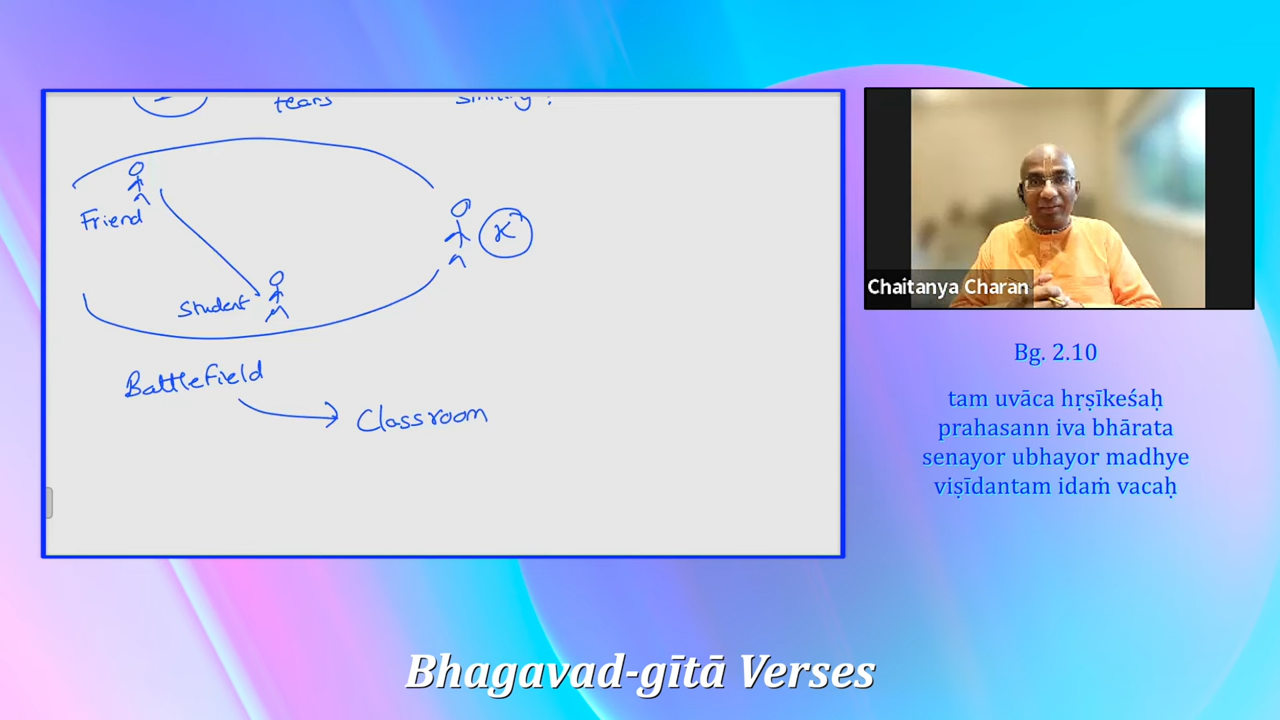 tears
Friend
K
Student
Battlefield
Classroom
Chaitanya Charan
Bg. 2.10
tam uvāca hṛṣīkeśaḥ
prahasann iva bhārata
senayor ubhayor madhye
viṣīdantam idaṁ vacaḥ
Bhagavad-gītā Verses